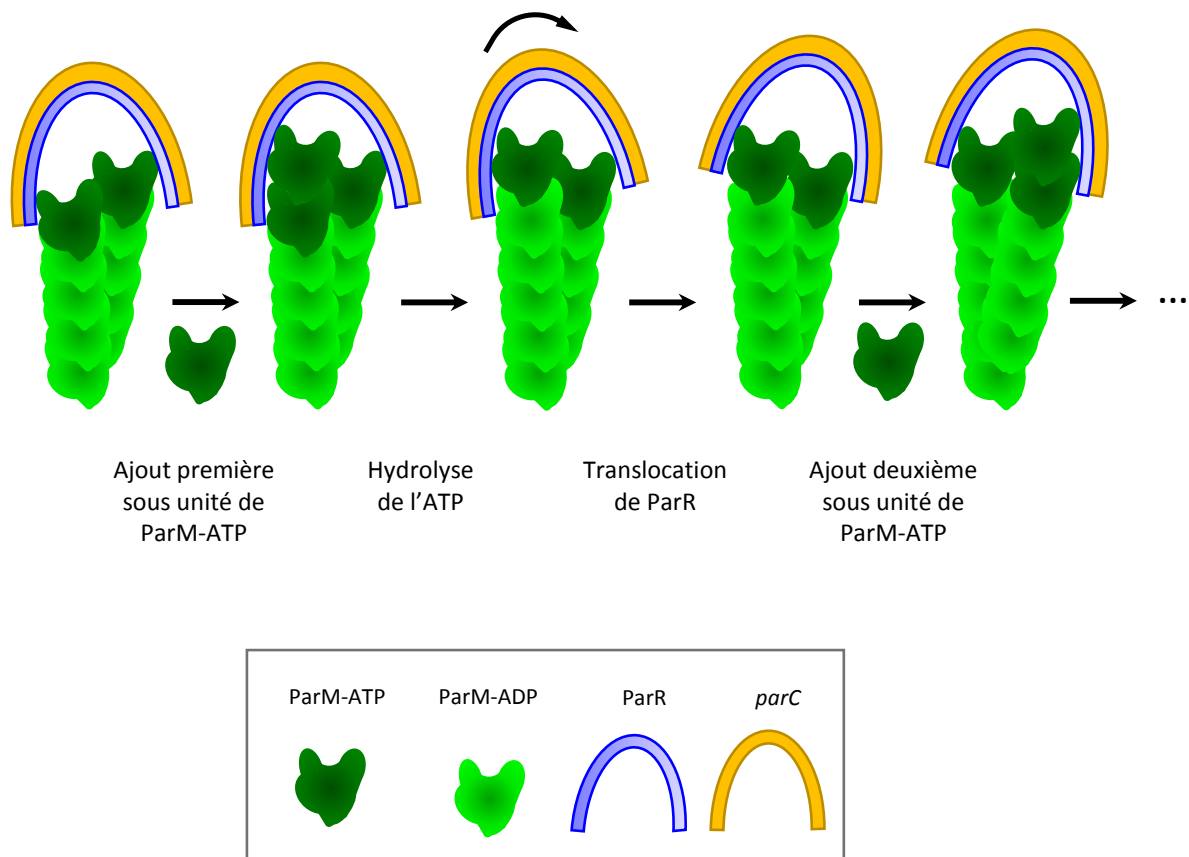 ...
Ajout première
sous unité de
ParM-ATP
Hydrolyse
de l’ATP
Translocation
de ParR
Ajout deuxième
sous unité de
ParM-ATP
ParM-ATP
ParM-ADP
ParR
parC